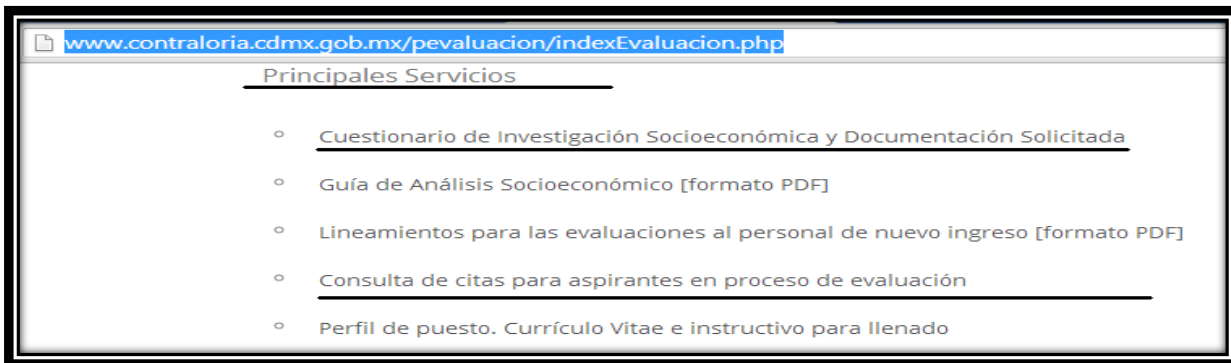 www.contraloria.cdmx.gob.mx/pevaluacion/indexEvaluacion.php
Principales Servicios
Cuestionario de Investigación Socioeconómica y Documentación Solicitada
Guía de Análisis Socioeconómico [formato PDF]
Lineamientos para las evaluaciones al personal de nuevo ingreso [formato PDF]
Consulta de citas para aspirantes en proceso de evaluación
Perfil de puesto. Currículo Vitae e instructivo para llenado